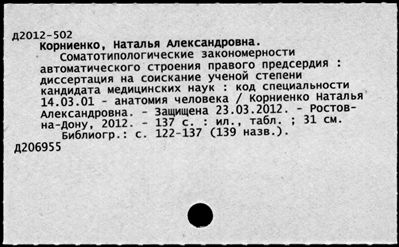 Д2012-502
Корниенко, Наталья Александровна.
Соматотипологические закономерности
автоматического строения правого предсердия :
диссертация на соискание ученой степени
кандидата медицинских наук : код специальности
14.03.01 - анатомия человека / Корниенко Наталья
Александровна. - Защищена 23.03.2012. - Ростов-
на-Дону, 2012. - 137 с. : ил., табл. ; 31 см.
Библиогр.: с. 122-137 (139 назв.).
Д206955